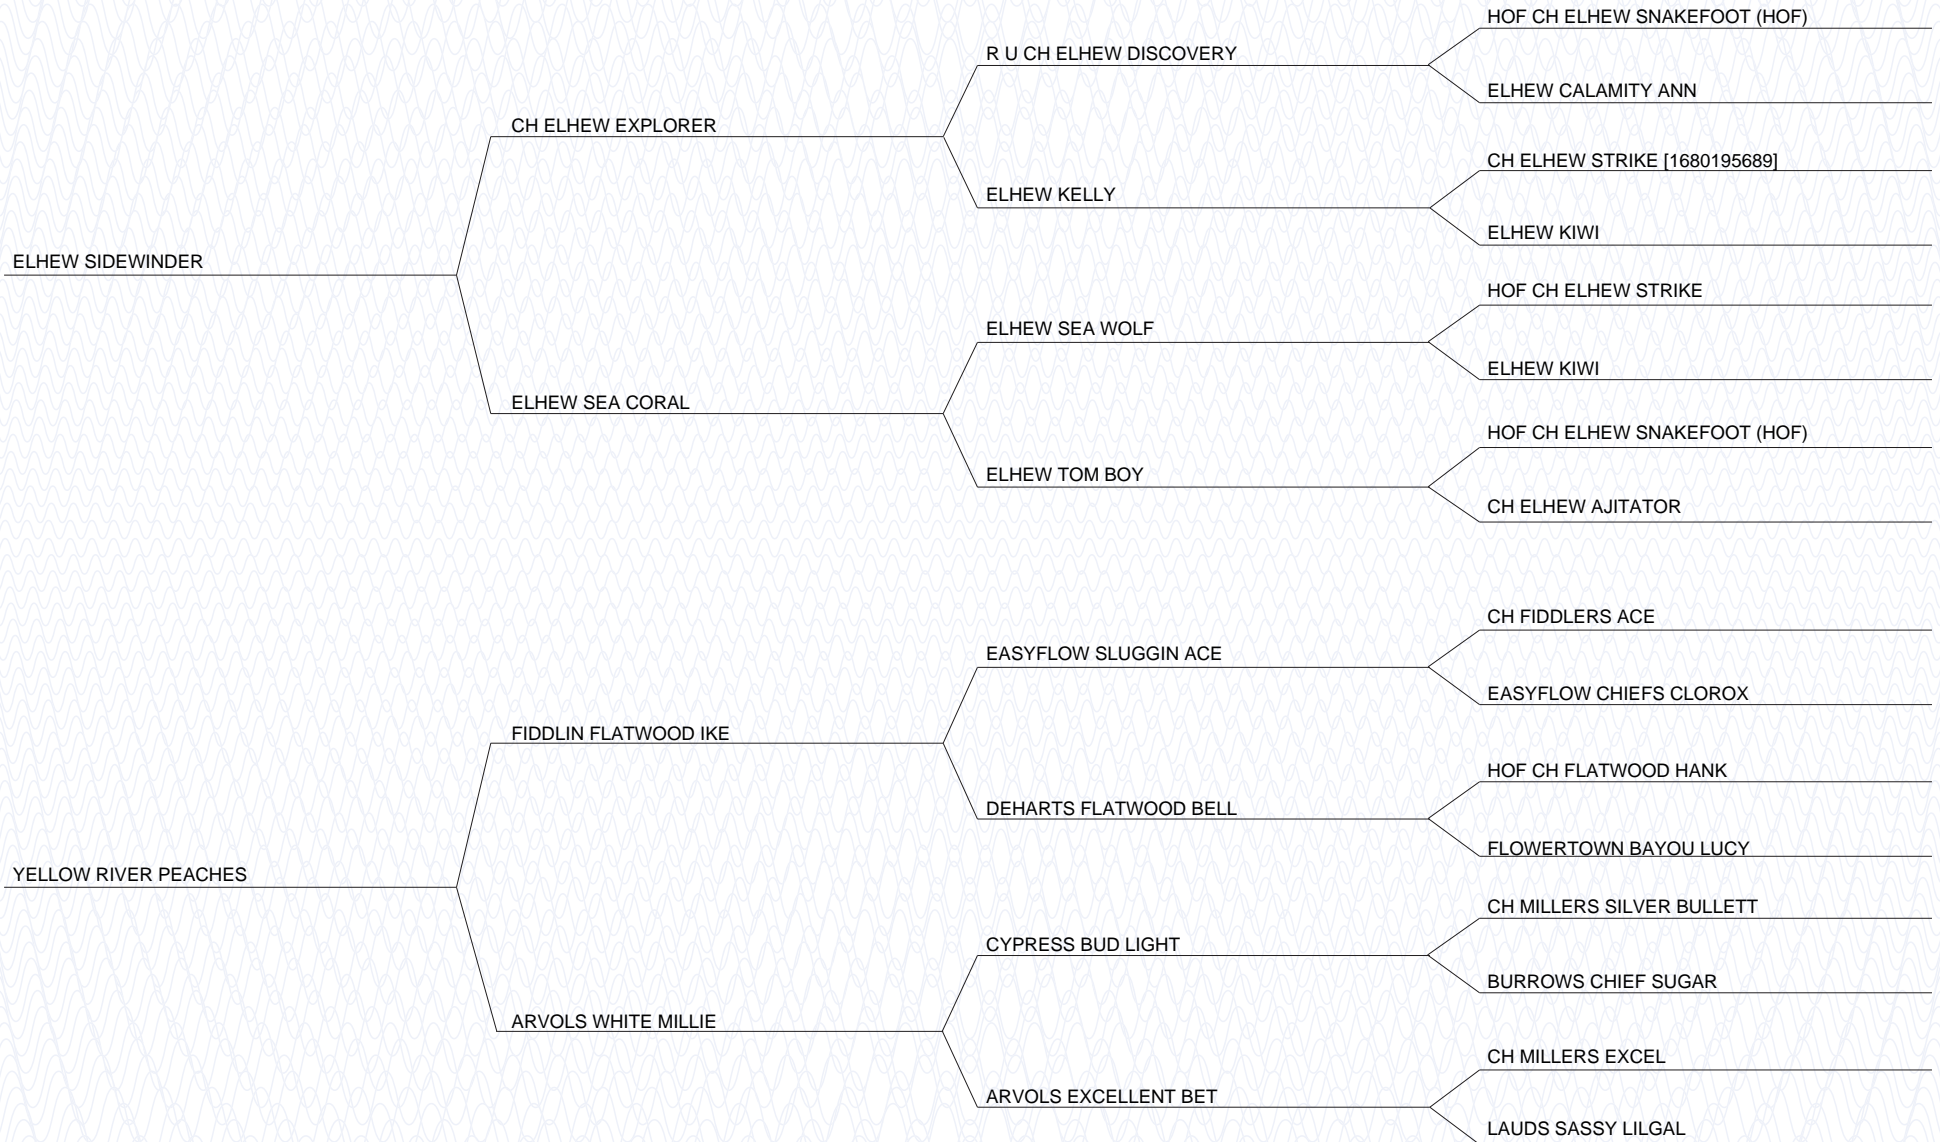 HOF CH ELHEW SNAKEFOOT (HOF)
R U CH ELHEW DISCOVERY
ELHEW CALAMITY ANN
CH ELHEW EXPLORER
CH ELHEW STRIKE [1680195689]
ELHEW KELLY
ELHEW KIWI
ELHEW SIDEWINDER
HOF CH ELHEW STRIKE
ELHEW SEA WOLF
ELHEW KIWI
ELHEW SEA CORAL
HOF CH ELHEW SNAKEFOOT (HOF)
ELHEW TOM BOY
CH ELHEW AJITATOR
CH FIDDLERS ACE
EASYFLOW SLUGGIN ACE
EASYFLOW CHIEFS CLOROX
FIDDLIN FLATWOOD IKE
HOF CH FLATWOOD HANK
DEHARTS FLATWOOD BELL
FLOWERTOWN BAYOU LUCY
YELLOW RIVER PEACHES
CH MILLERS SILVER BULLETT
CYPRESS BUD LIGHT
BURROWS CHIEF SUGAR
ARVOLS WHITE MILLIE
CH MILLERS EXCEL
ARVOLS EXCELLENT BET
LAUDS SASSY LILGAL